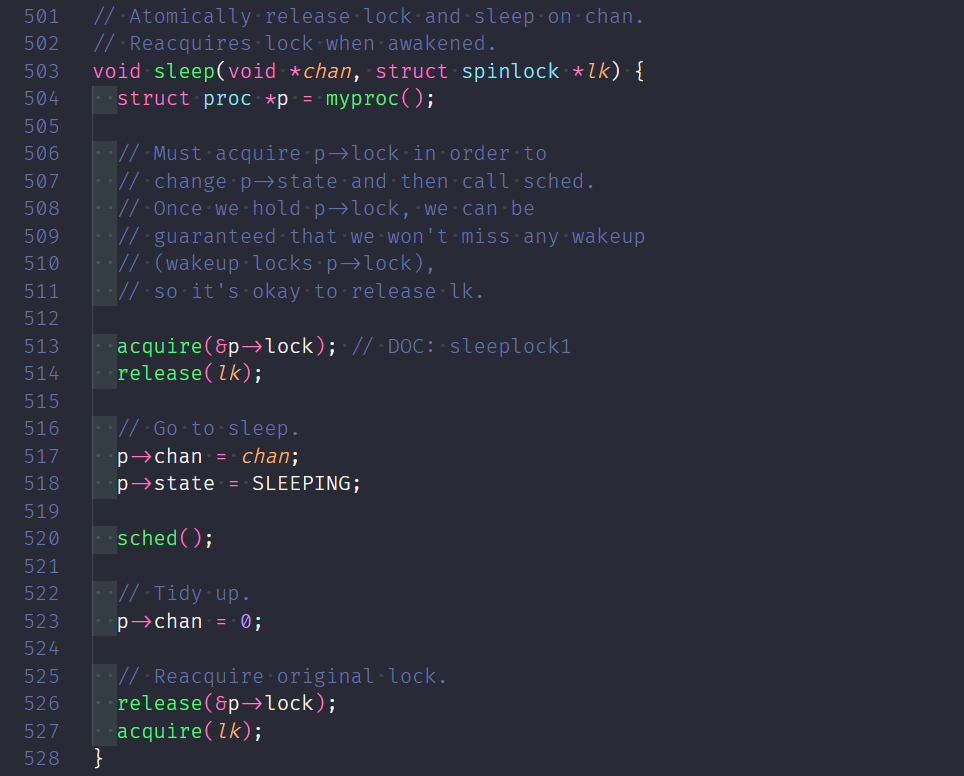 501 // Atomically release lock and sleep on chan.
502 // Reacquires lock when awakened.
503 void sleep(void *chan, struct spinlock *lk) {
504   struct proc *p = myproc();
505
506   // Must acquire p->lock in order to
507   // change p->state and then call sched.
508   // Once we hold p->lock, we can be
509   // guaranteed that we won't miss any wakeup
510   // (wakeup locks p->lock),
511   // so it's okay to release lk.
512
513   acquire(&p->lock); // DOC: sleeplock1
514   release(lk);
515
516   // Go to sleep.
517   p->chan = chan;
518   p->state = SLEEPING;
519
520   sched();
521
522   // Tidy up.
523   p->chan = 0;
524
525   // Reacquire original lock.
526   release(&p->lock);
527   acquire(lk);
528 }